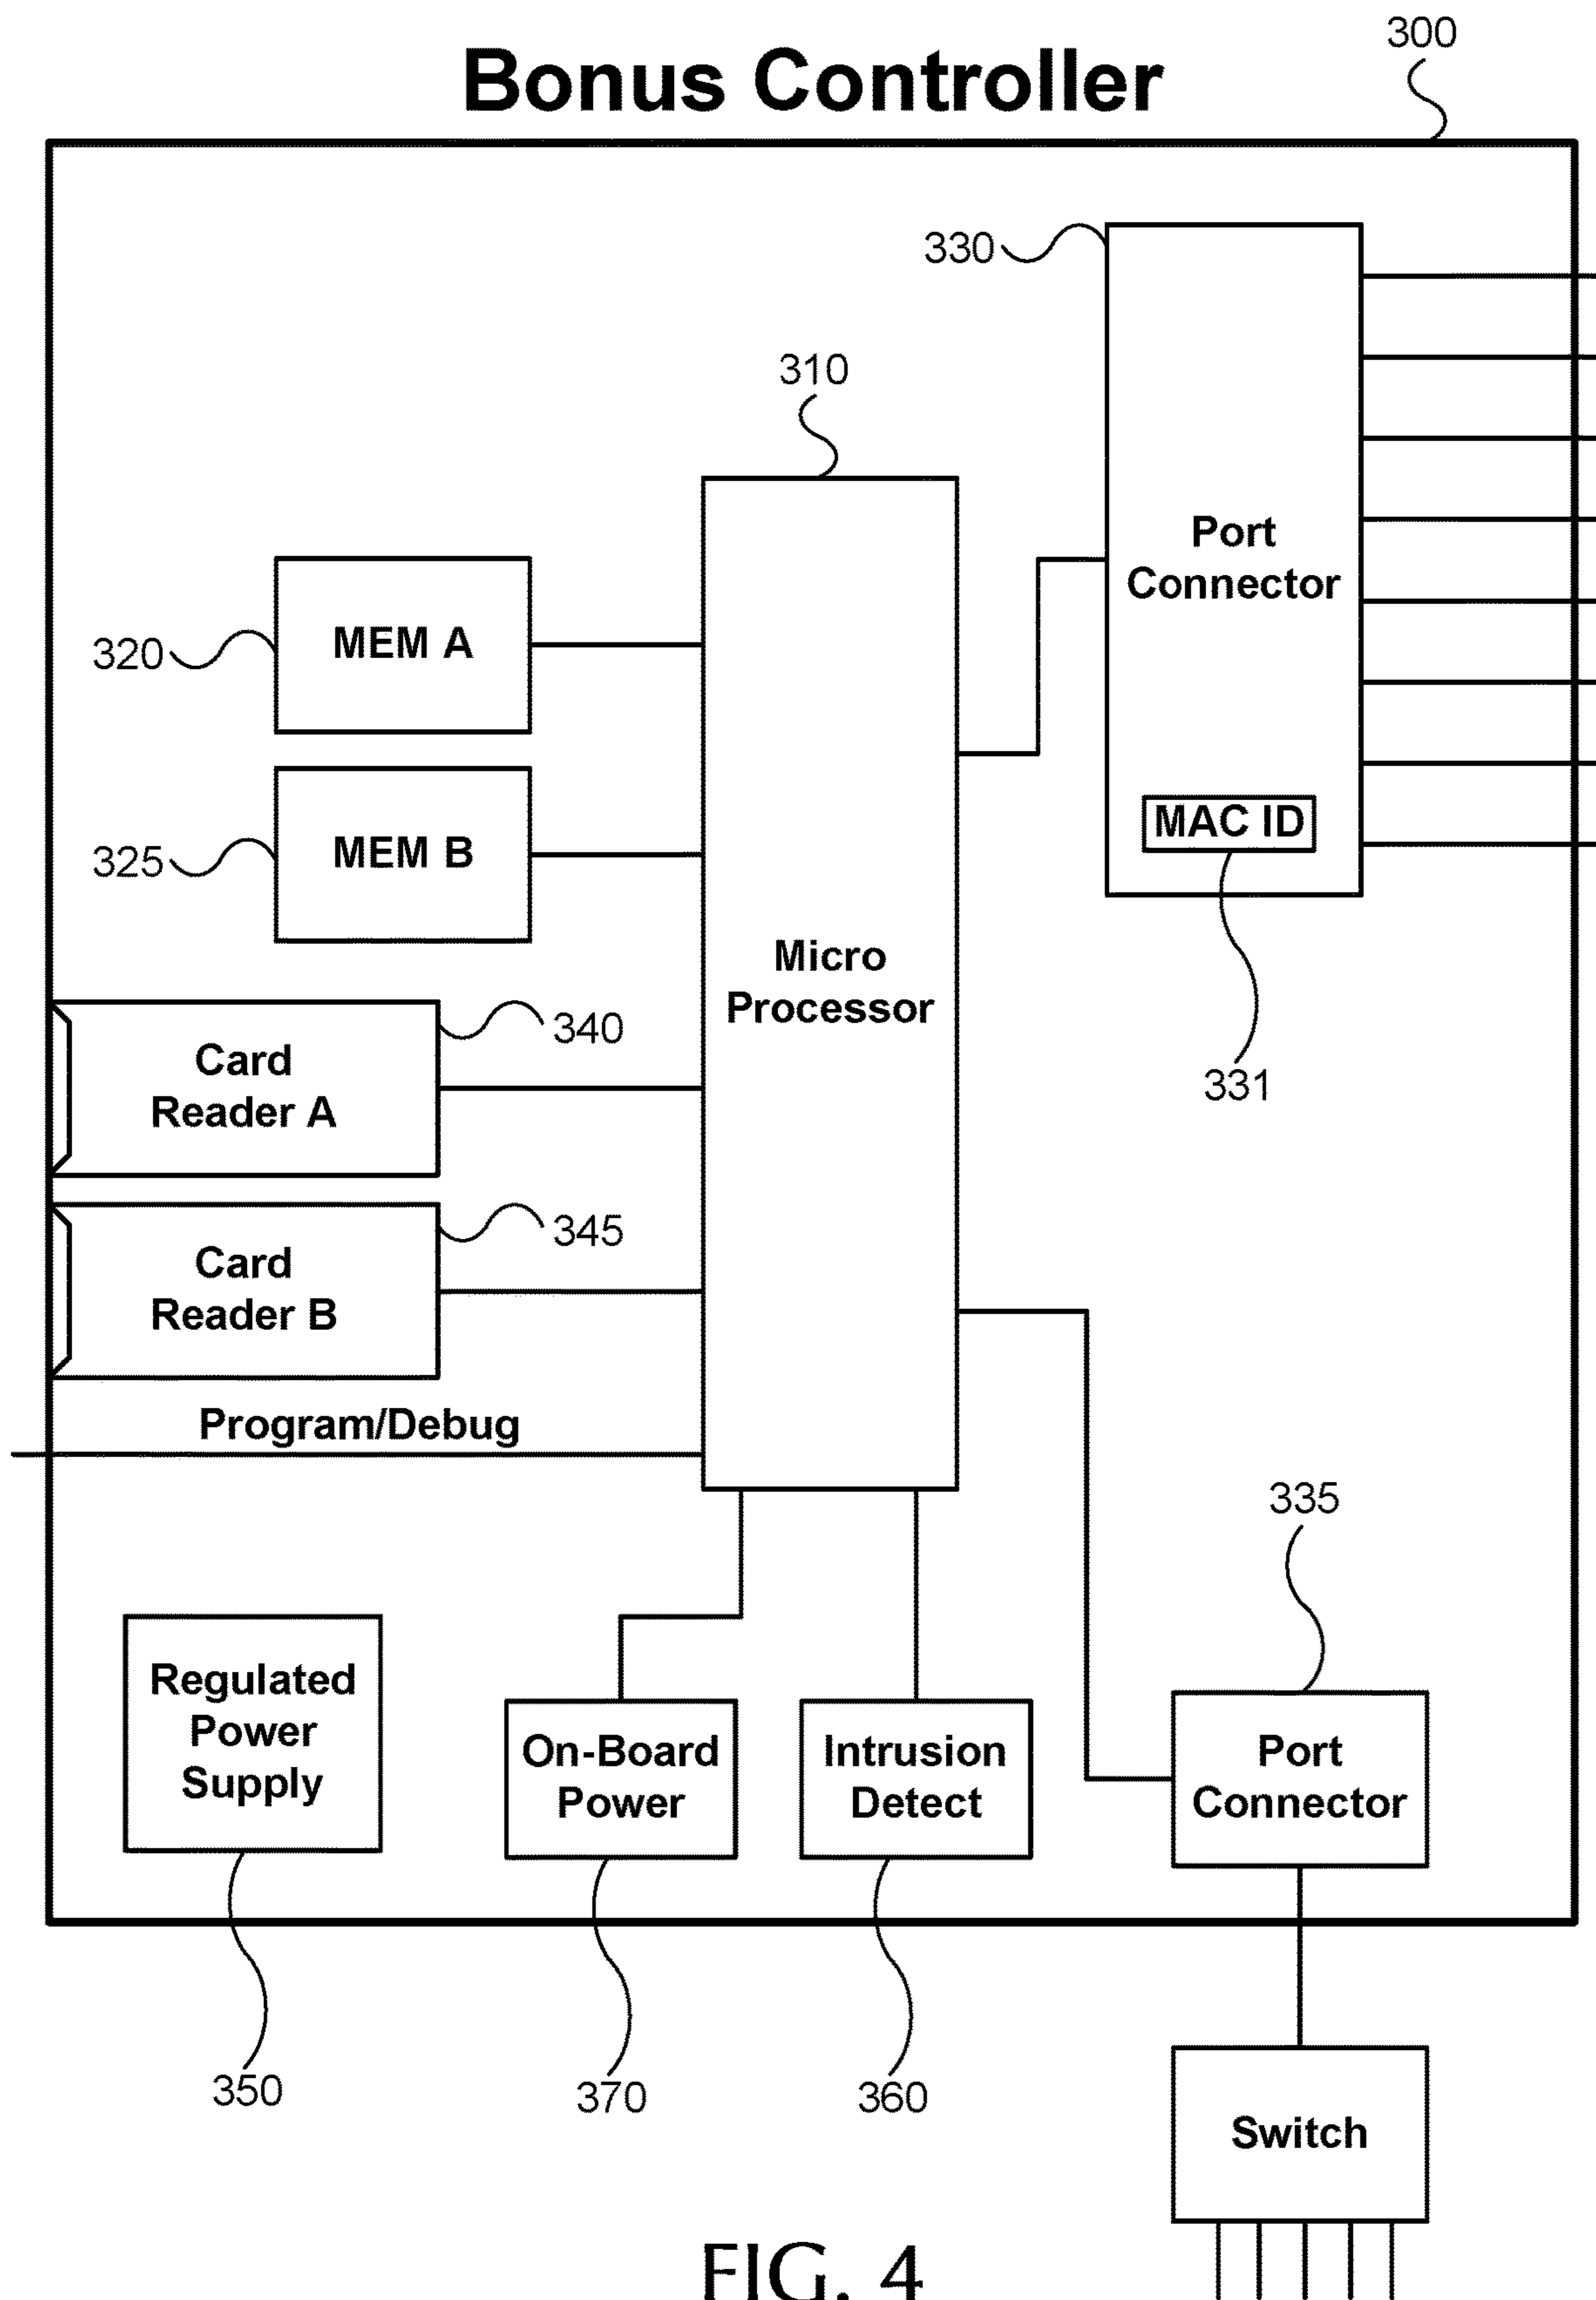 Bonus Controller
300
330
310
Port
Connector
MEM A
320
MAC ID
MEM B
325
Micro
Processor
340
Card
Reader A
331
345
Card
Reader B
Program/Debug
335
Regulated
Power
Supply
On-Board
Power
Intrusion
Detect
Port
Connector
350
370
360
Switch
FIG. 4